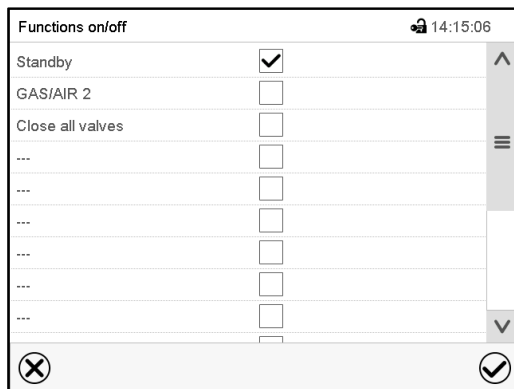 Functions on/off 14:15:06
Standby
GAS/AIR 2
Close all valves
---
---
---
---
---
---